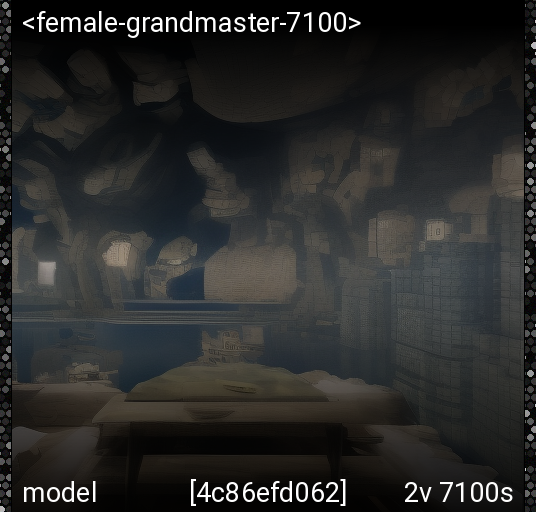 <female-grandmaster-7100>
model [4c86efd062] 2v 7100s